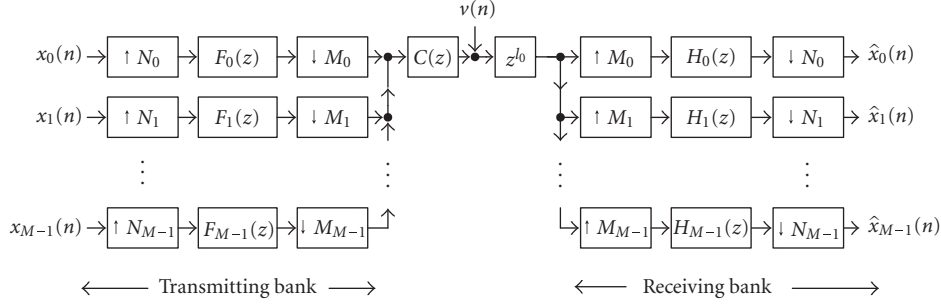 v(n)
x_0(n) ↑ N_0 F_0(z) ↓ M_0 C(z) z^{l_0} ↑ M_0 H_0(z) ↓ N_0 x̂_0(n)
x_1(n) ↑ N_1 F_1(z) ↓ M_1 ↑ M_1 H_1(z) ↓ N_1 x̂_1(n)
x_{M−1}(n) ↑ N_{M−1} F_{M−1}(z) ↓ M_{M−1} ↑ M_{M−1} H_{M−1}(z) ↓ N_{M−1} x̂_{M−1}(n)
Transmitting bank Receiving bank